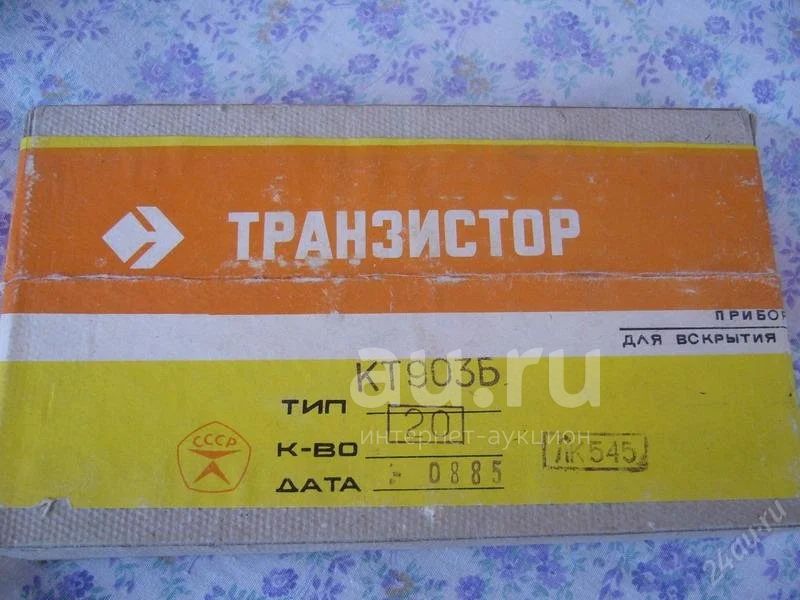 ТРАНЗИСТОР
ПРИБОР
ДЛЯ ВСКРЫТИЯ
ТИП КТ903Б
К-ВО 20
ДАТА 0885
ЛК 545
СССР
au.ru
интернет-аукцион
24au.ru